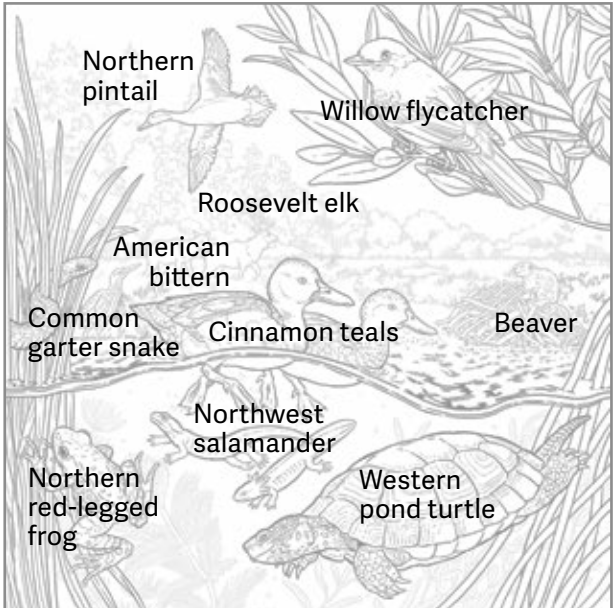 Northern
pintail
Willow flycatcher
Roosevelt elk
American
bittern
Common
garter snake
Cinnamon teals
Beaver
Northwest
salamander
Northern
red-legged
frog
Western
pond turtle